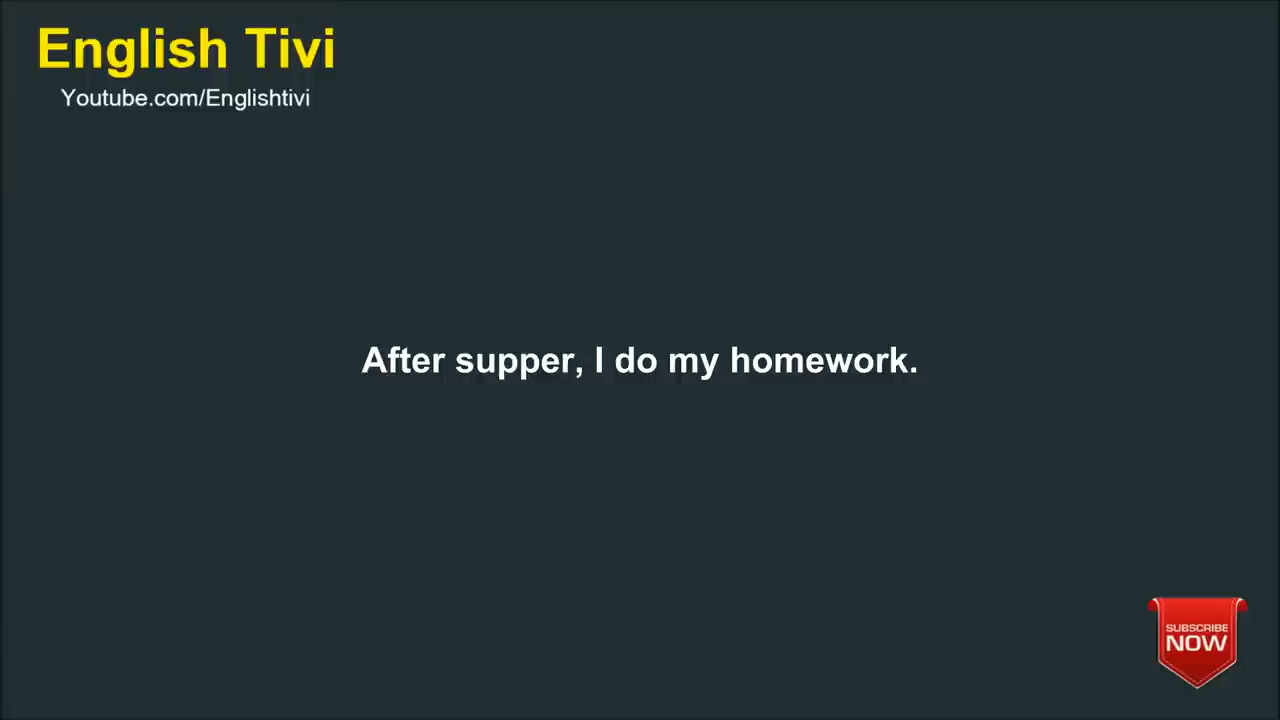 English Tivi
Youtube.com/Englishtivi
After supper, I do my homework.
SUBSCRIBE
NOW